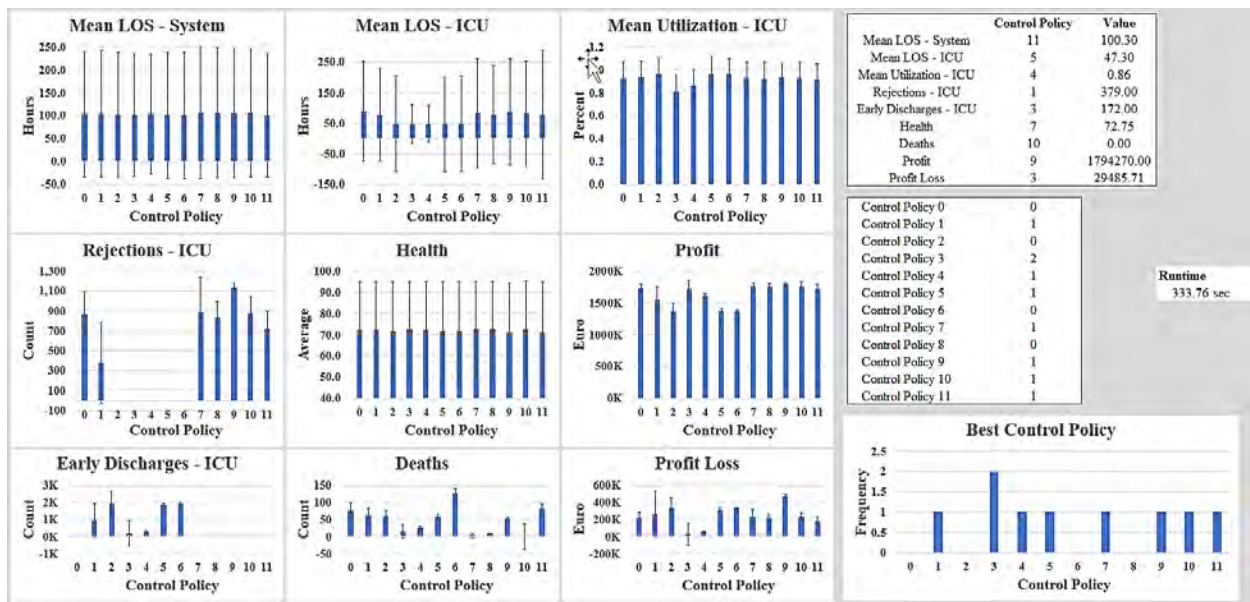 Mean LOS - System
250.0
200.0
150.0
100.0
50.0
0.0
-50.0
Hours
0 1 2 3 4 5 6 7 8 9 10 11
Control Policy
Mean LOS - ICU
250.0
150.0
50.0
-50.0
-150.0
Hours
0 1 2 3 4 5 6 7 8 9 10 11
Control Policy
Mean Utilization - ICU
1.2
0.8
0.6
0.4
0.2
0.0
Percent
0 1 2 3 4 5 6 7 8 9 10 11
Control Policy
Control Policy Value
Mean LOS - System 11 100.30
Mean LOS - ICU 5 47.30
Mean Utilization - ICU 4 0.86
Rejections - ICU 1 379.00
Early Discharges - ICU 3 172.00
Health 7 72.75
Deaths 10 0.00
Profit 9 1794270.00
Profit Loss 3 29485.71
Rejections - ICU
1,300
1,100
900
700
500
300
100
-100
Count
0 1 2 3 4 5 6 7 8 9 10 11
Control Policy
Health
100.0
90.0
80.0
70.0
60.0
50.0
40.0
Average
0 1 2 3 4 5 6 7 8 9 10 11
Control Policy
Profit
2000K
1500K
1000K
500K
0K
Euro
0 1 2 3 4 5 6 7 8 9 10 11
Control Policy
Control Policy 0 0
Control Policy 1 1
Control Policy 2 0
Control Policy 3 2
Control Policy 4 1
Control Policy 5 1
Control Policy 6 0
Control Policy 7 1
Control Policy 8 0
Control Policy 9 1
Control Policy 10 1
Control Policy 11 1
Runtime
333.76 sec
Early Discharges - ICU
3K
2K
1K
0K
-1K
Count
0 1 2 3 4 5 6 7 8 9 10 11
Control Policy
Deaths
150
100
50
0
-50
Count
0 1 2 3 4 5 6 7 8 9 10 11
Control Policy
Profit Loss
600K
400K
200K
0K
-200K
Euro
0 1 2 3 4 5 6 7 8 9 10 11
Control Policy
Best Control Policy
2.5
2
1.5
1
0.5
0
Frequency
0 1 2 3 4 5 6 7 8 9 10 11
Control Policy